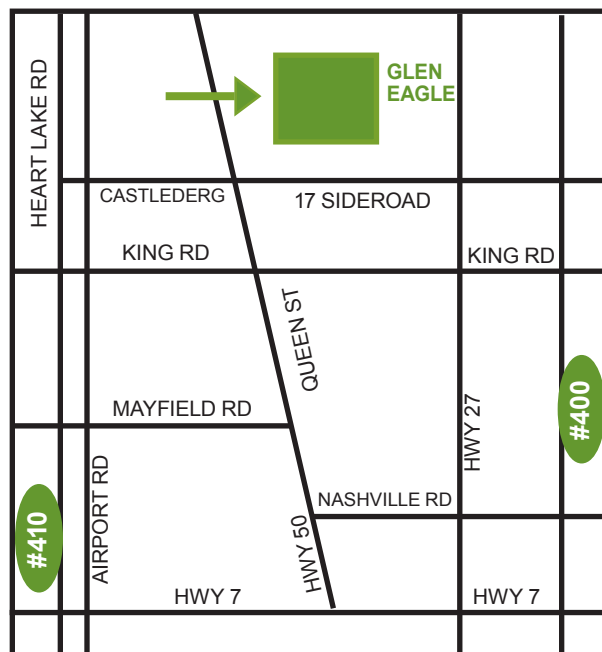 GLEN
EAGLE
HEART LAKE RD
CASTLEDERG
17 SIDEROAD
KING RD
KING RD
QUEEN ST
MAYFIELD RD
HWY 27
#400
AIRPORT RD
#410
NASHVILLE RD
HWY 50
HWY 7
HWY 7